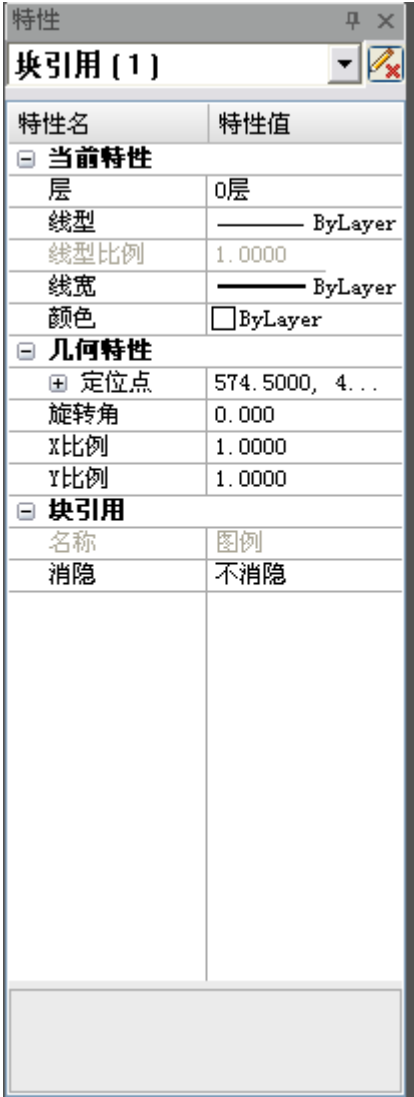 特性
块引用 (1)
特性名 特性值
当前特性
层 0层
线型 ByLayer
线型比例 1.0000
线宽 ByLayer
颜色 ByLayer
几何特性
定位点 574.5000, 4...
旋转角 0.000
X比例 1.0000
Y比例 1.0000
块引用
名称 图例
消隐 不消隐